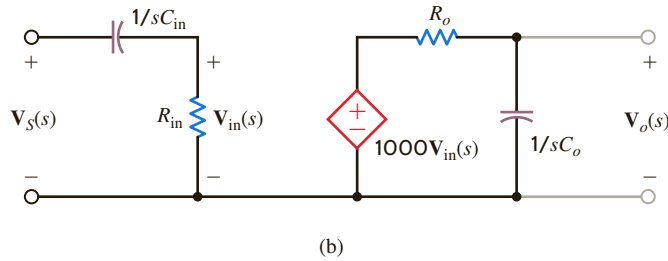 1/sC_in
R_o
+ + + +
V_S(s) R_in V_in(s) − 1000V_in(s) 1/sC_o V_o(s)
− − −
(b)